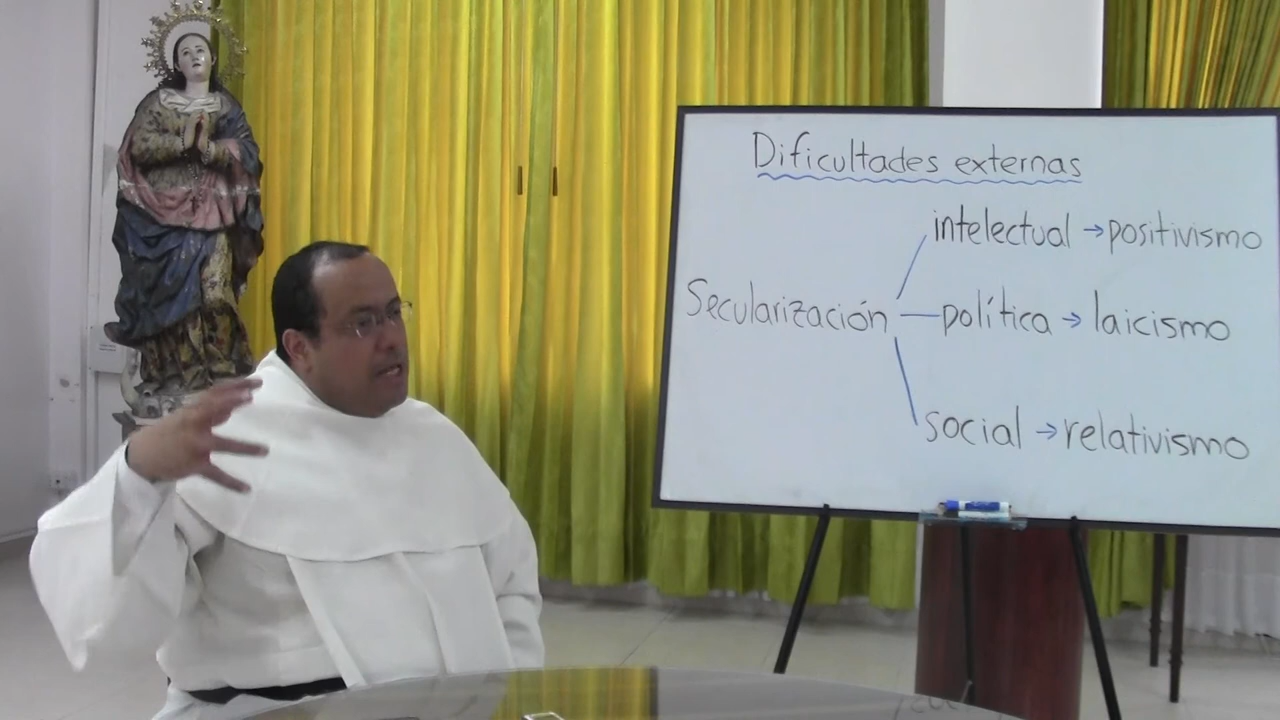 Dificultades externas
intelectual → positivismo
Secularización — política → laicismo
social → relativismo